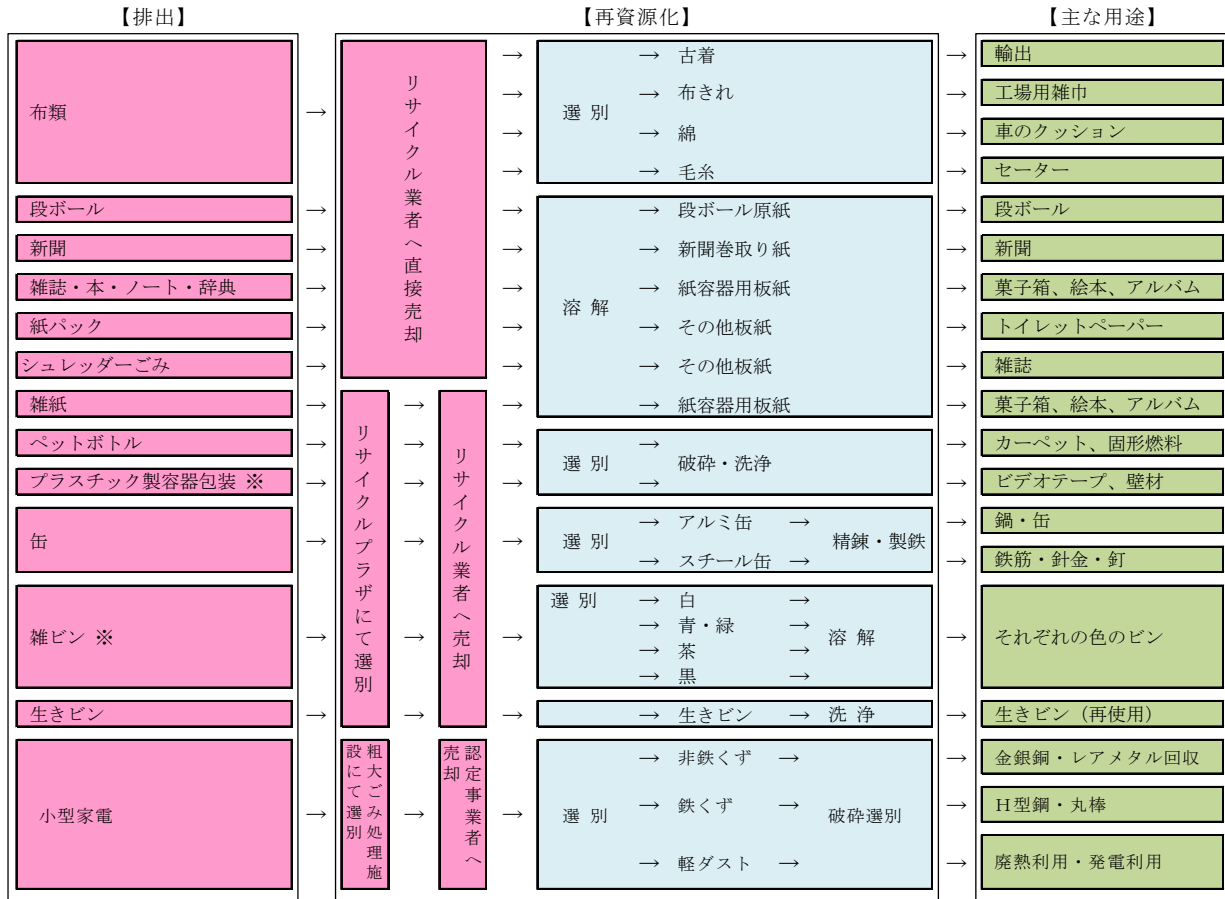 【排出】
【再資源化】
【主な用途】
布類
→
リサイクル業者へ直接売却
→
選 別
→ 古着
→
輸出
→
→ 布きれ
→
工場用雑巾
→
→ 綿
→
車のクッション
→
→ 毛糸
→
セーター
段ボール
→
→
溶 解
→ 段ボール原紙
→
段ボール
新聞
→
→
→ 新聞巻取り紙
→
新聞
雑誌・本・ノート・辞典
→
→
→ 紙容器用板紙
→
菓子箱、絵本、アルバム
紙パック
→
→
→ その他板紙
→
トイレットペーパー
シュレッダーごみ
→
→
→ その他板紙
→
雑誌
雑紙
→
リサイクルプラザにて選別
→
リサイクル業者へ売却
→
→ 紙容器用板紙
→
菓子箱、絵本、アルバム
ペットボトル
→
→
→
選 別
→
破砕・洗浄
→
カーペット、固形燃料
プラスチック製容器包装 ※
→
→
→
→
→
ビデオテープ、壁材
缶
→
→
→
選 別
→ アルミ缶 →
精錬・製鉄
→
鍋・缶
→ スチール缶 →
→
鉄筋・針金・釘
雑ビン ※
→
→
→
選 別
→ 白 →
→ 青・緑 →
→ 茶 →
→ 黒 →
溶 解
→
それぞれの色のビン
生きビン
→
→
→
→ 生きビン → 洗 浄
→
生きビン（再使用）
小型家電
→
粗大ごみ処理施
設にて選別
→
認定事業者へ
売却
→
選 別
→ 非鉄くず →
→ 鉄くず →
→ 軽ダスト →
破砕選別
→
金銀銅・レアメタル回収
→
Ｈ型鋼・丸棒
→
廃熱利用・発電利用